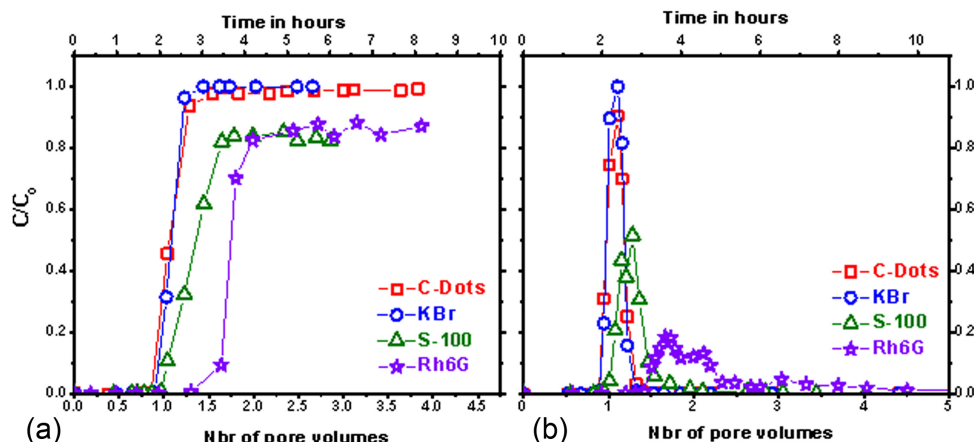 Time in hours
0 1 2 3 4 5 6 7 8 9 10
1.0
0.8
0.6
0.4
0.2
0.0
C/C₀
C-Dots
KBr
S-100
Rh6G
0.0 0.5 1.0 1.5 2.0 2.5 3.0 3.5 4.0 4.5
(a) Nbr of pore volumes
Time in hours
0 2 4 6 8 10
1.0
0.8
0.6
0.4
0.2
0.0
C-Dots
KBr
S-100
Rh6G
0 1 2 3 4 5
(b) Nbr of pore volumes